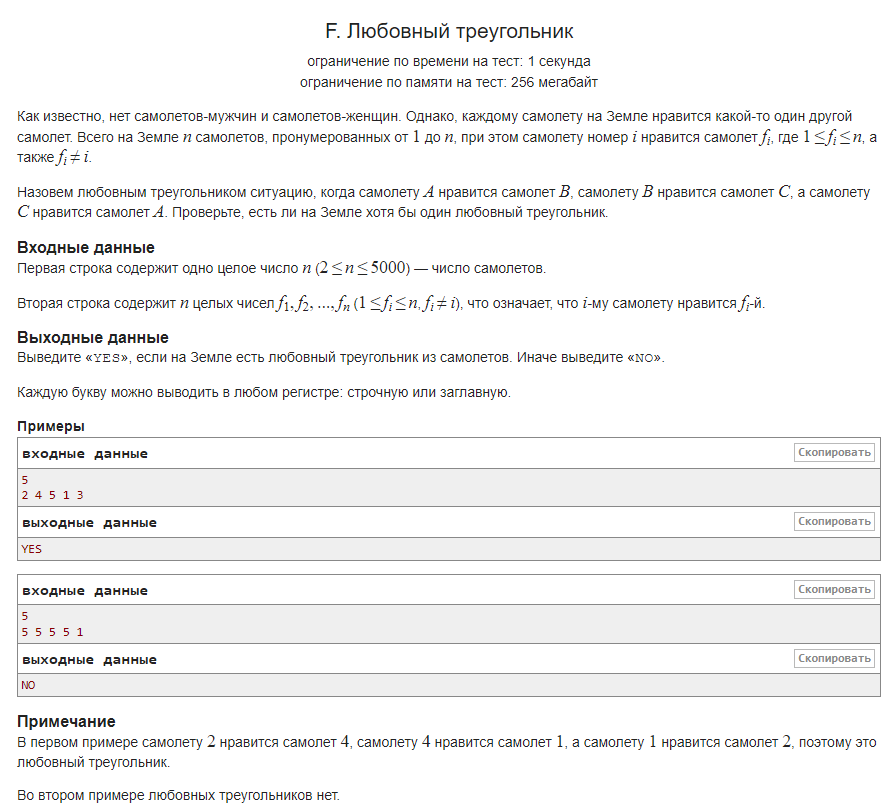 F. Любовный треугольник
ограничение по времени на тест: 1 секунда
ограничение по памяти на тест: 256 мегабайт
Как известно, нет самолетов-мужчин и самолетов-женщин. Однако, каждому самолету на Земле нравится какой-то один другой
самолет. Всего на Земле n самолетов, пронумерованных от 1 до n, при этом самолету номер i нравится самолет f_i, где 1 ≤ f_i ≤ n, а
также f_i ≠ i.
Назовем любовным треугольником ситуацию, когда самолету A нравится самолет B, самолету B нравится самолет C, а самолету
C нравится самолет A. Проверьте, есть ли на Земле хотя бы один любовный треугольник.
Входные данные
Первая строка содержит одно целое число n (2 ≤ n ≤ 5000) — число самолетов.
Вторая строка содержит n целых чисел f_1, f_2, ..., f_n (1 ≤ f_i ≤ n, f_i ≠ i), что означает, что i-му самолету нравится f_i-й.
Выходные данные
Выведите «YES», если на Земле есть любовный треугольник из самолетов. Иначе выведите «NO».
Каждую букву можно выводить в любом регистре: строчную или заглавную.
Примеры
входные данные Скопировать
5
2 4 5 1 3
выходные данные Скопировать
YES
входные данные Скопировать
5
5 5 5 5 1
выходные данные Скопировать
NO
Примечание
В первом примере самолету 2 нравится самолет 4, самолету 4 нравится самолет 1, а самолету 1 нравится самолет 2, поэтому это
любовный треугольник.
Во втором примере любовных треугольников нет.